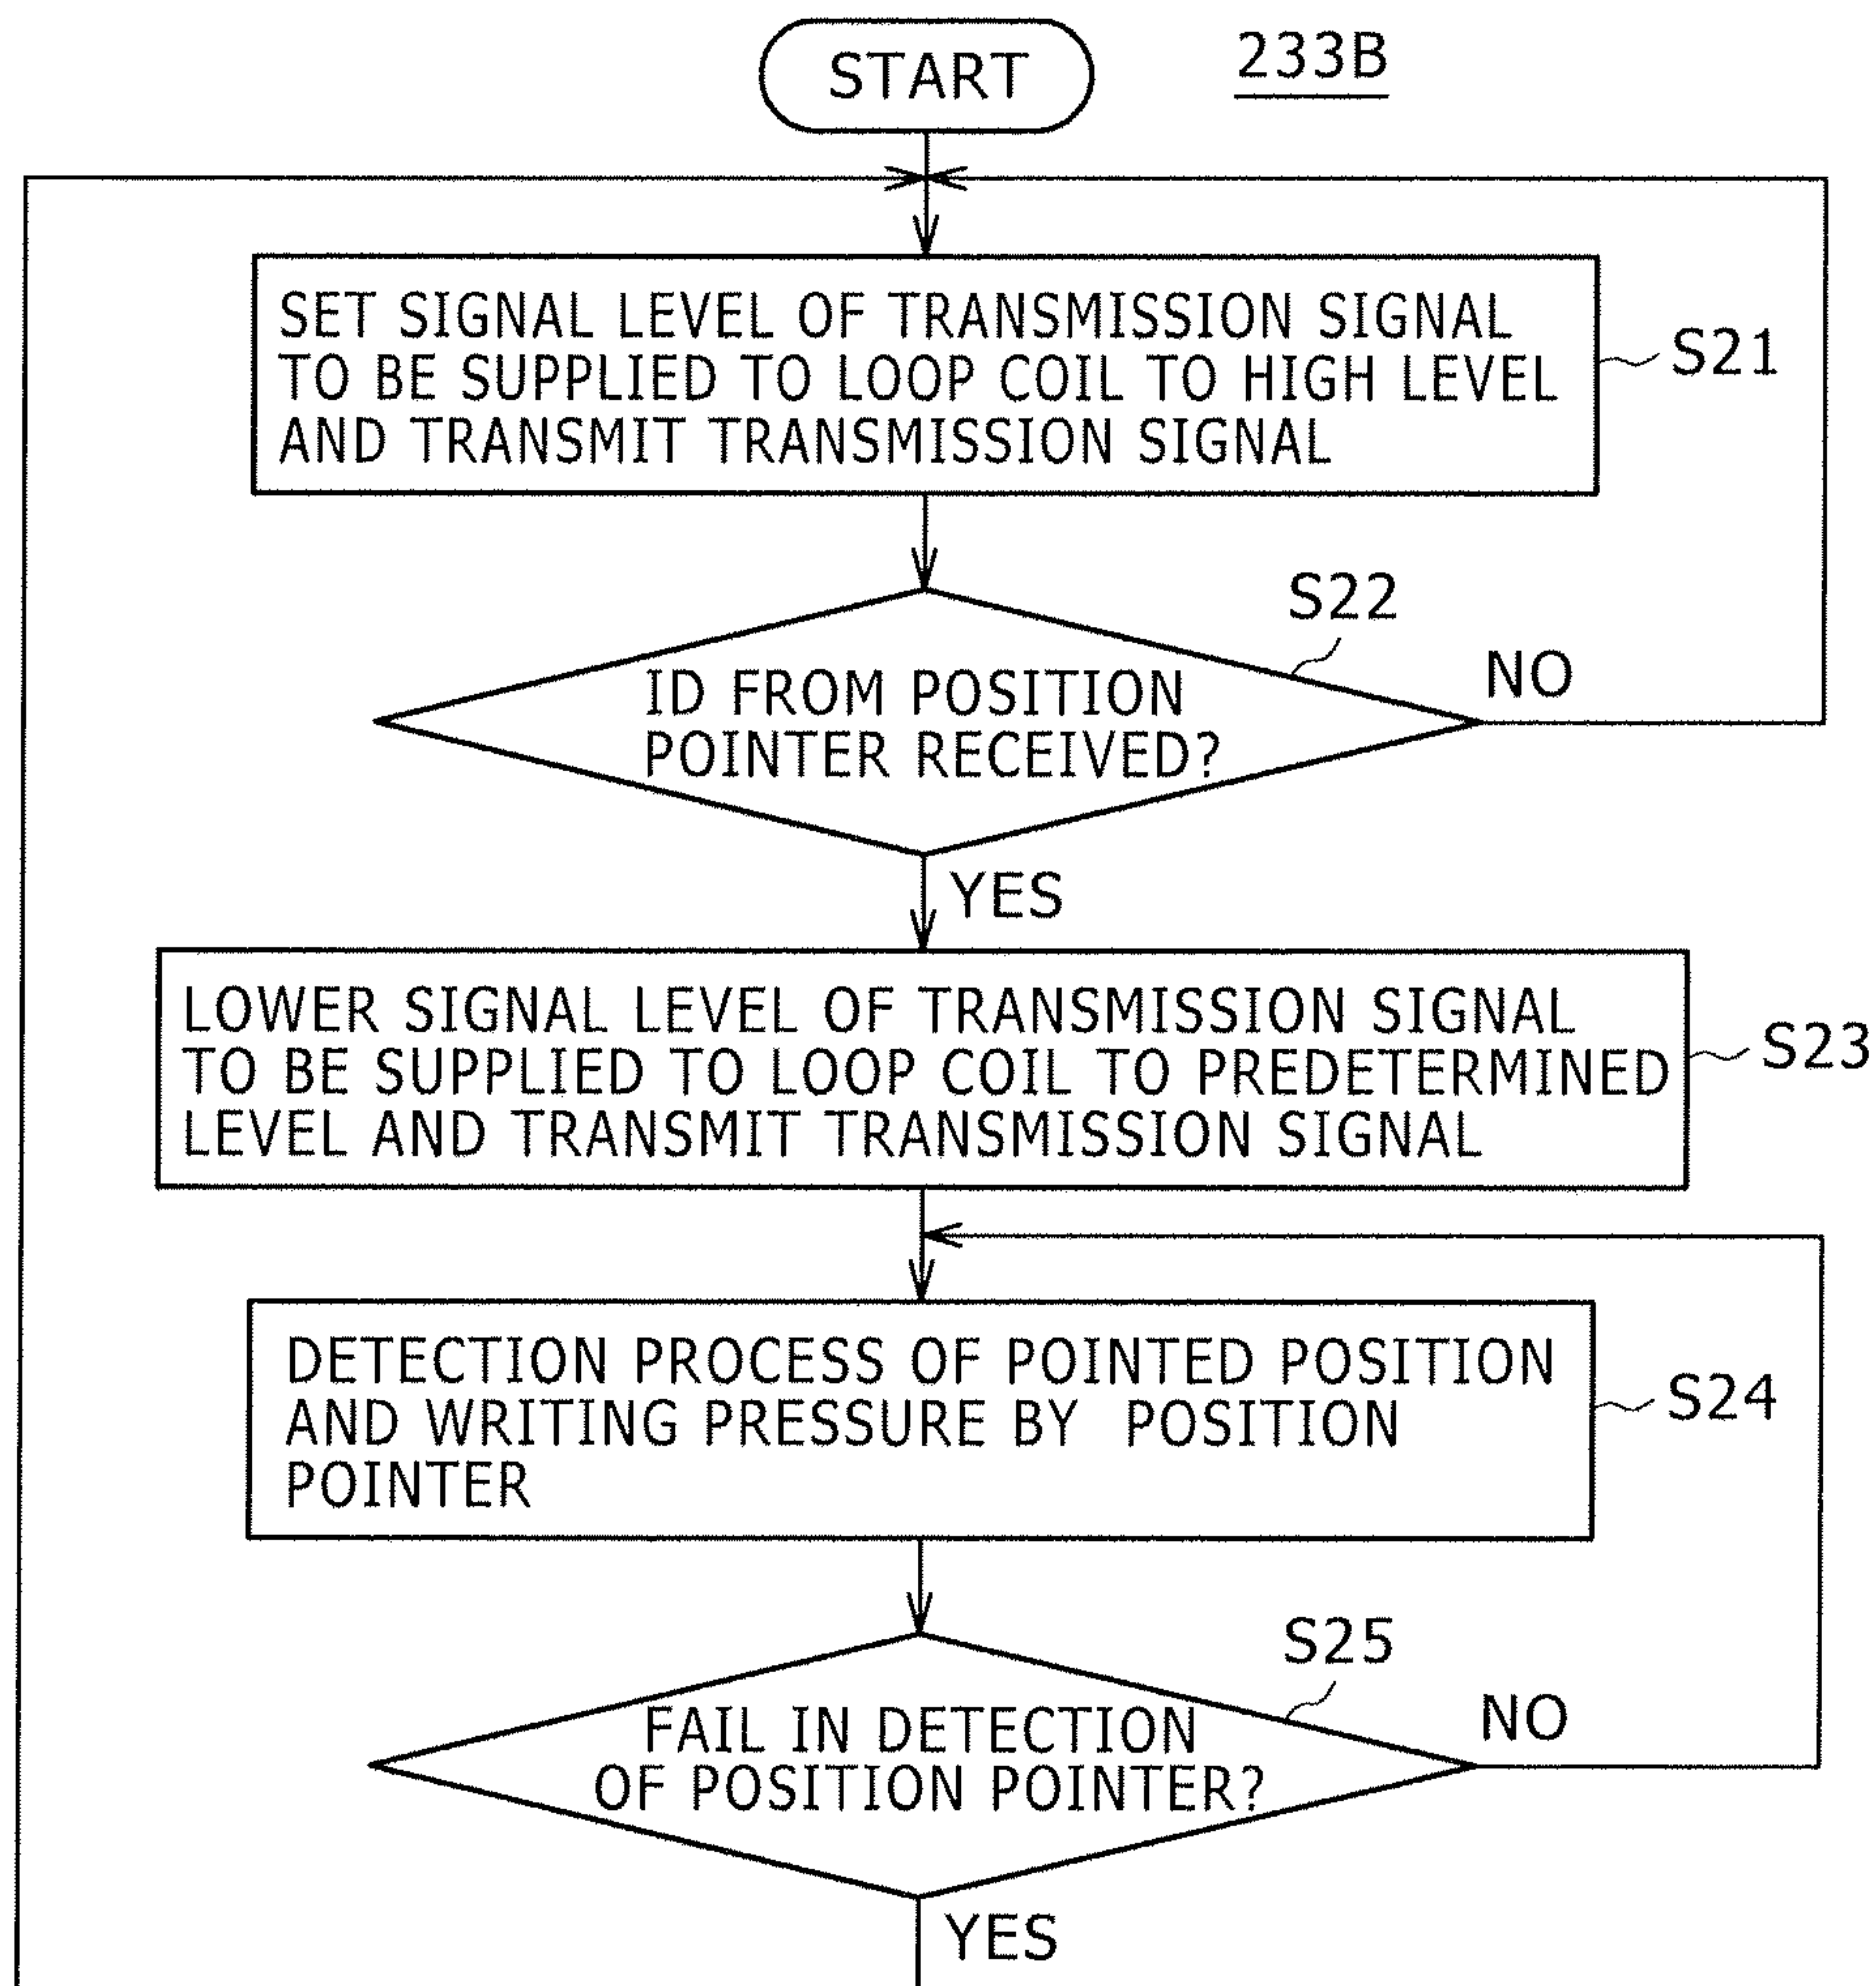 START
233B
SET SIGNAL LEVEL OF TRANSMISSION SIGNAL
TO BE SUPPLIED TO LOOP COIL TO HIGH LEVEL
AND TRANSMIT TRANSMISSION SIGNAL
S21
S22
ID FROM POSITION
POINTER RECEIVED?
NO
YES
LOWER SIGNAL LEVEL OF TRANSMISSION SIGNAL
TO BE SUPPLIED TO LOOP COIL TO PREDETERMINED
LEVEL AND TRANSMIT TRANSMISSION SIGNAL
S23
DETECTION PROCESS OF POINTED POSITION
AND WRITING PRESSURE BY POSITION
POINTER
S24
S25
FAIL IN DETECTION
OF POSITION POINTER?
NO
YES